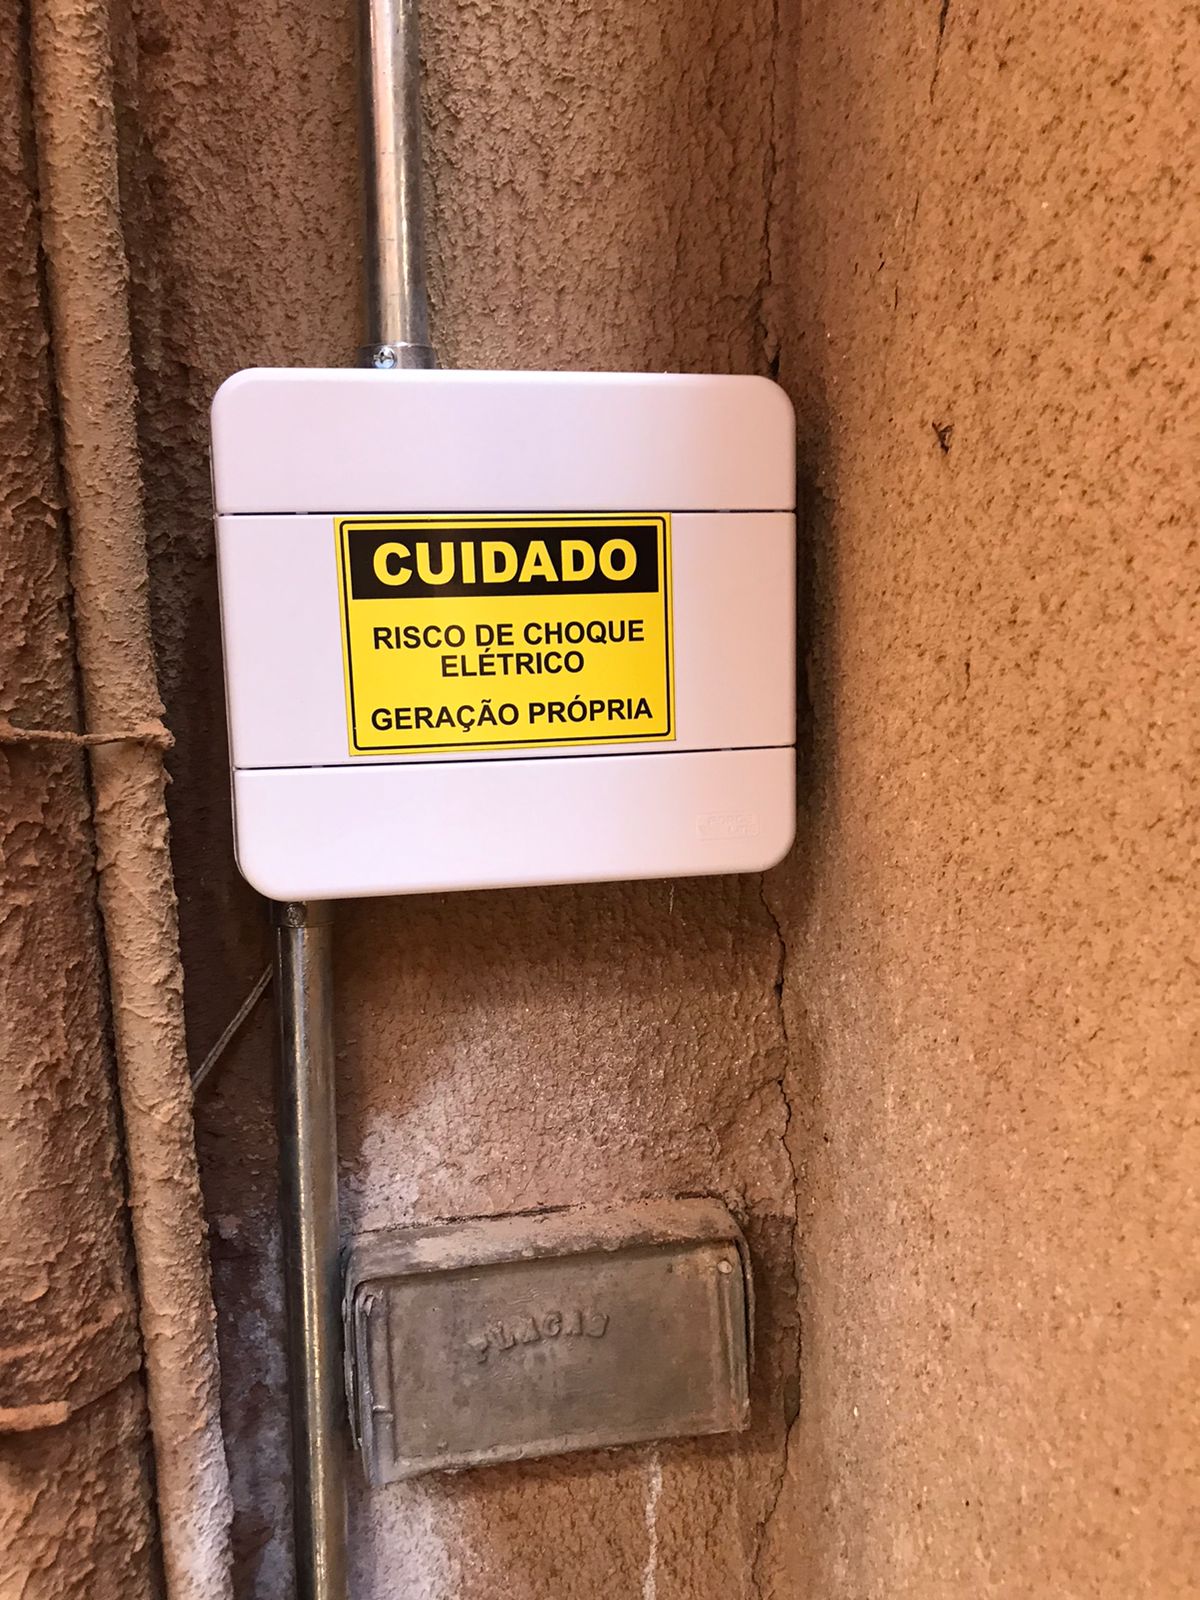 CUIDADO
RISCO DE CHOQUE
ELÉTRICO
GERAÇÃO PRÓPRIA